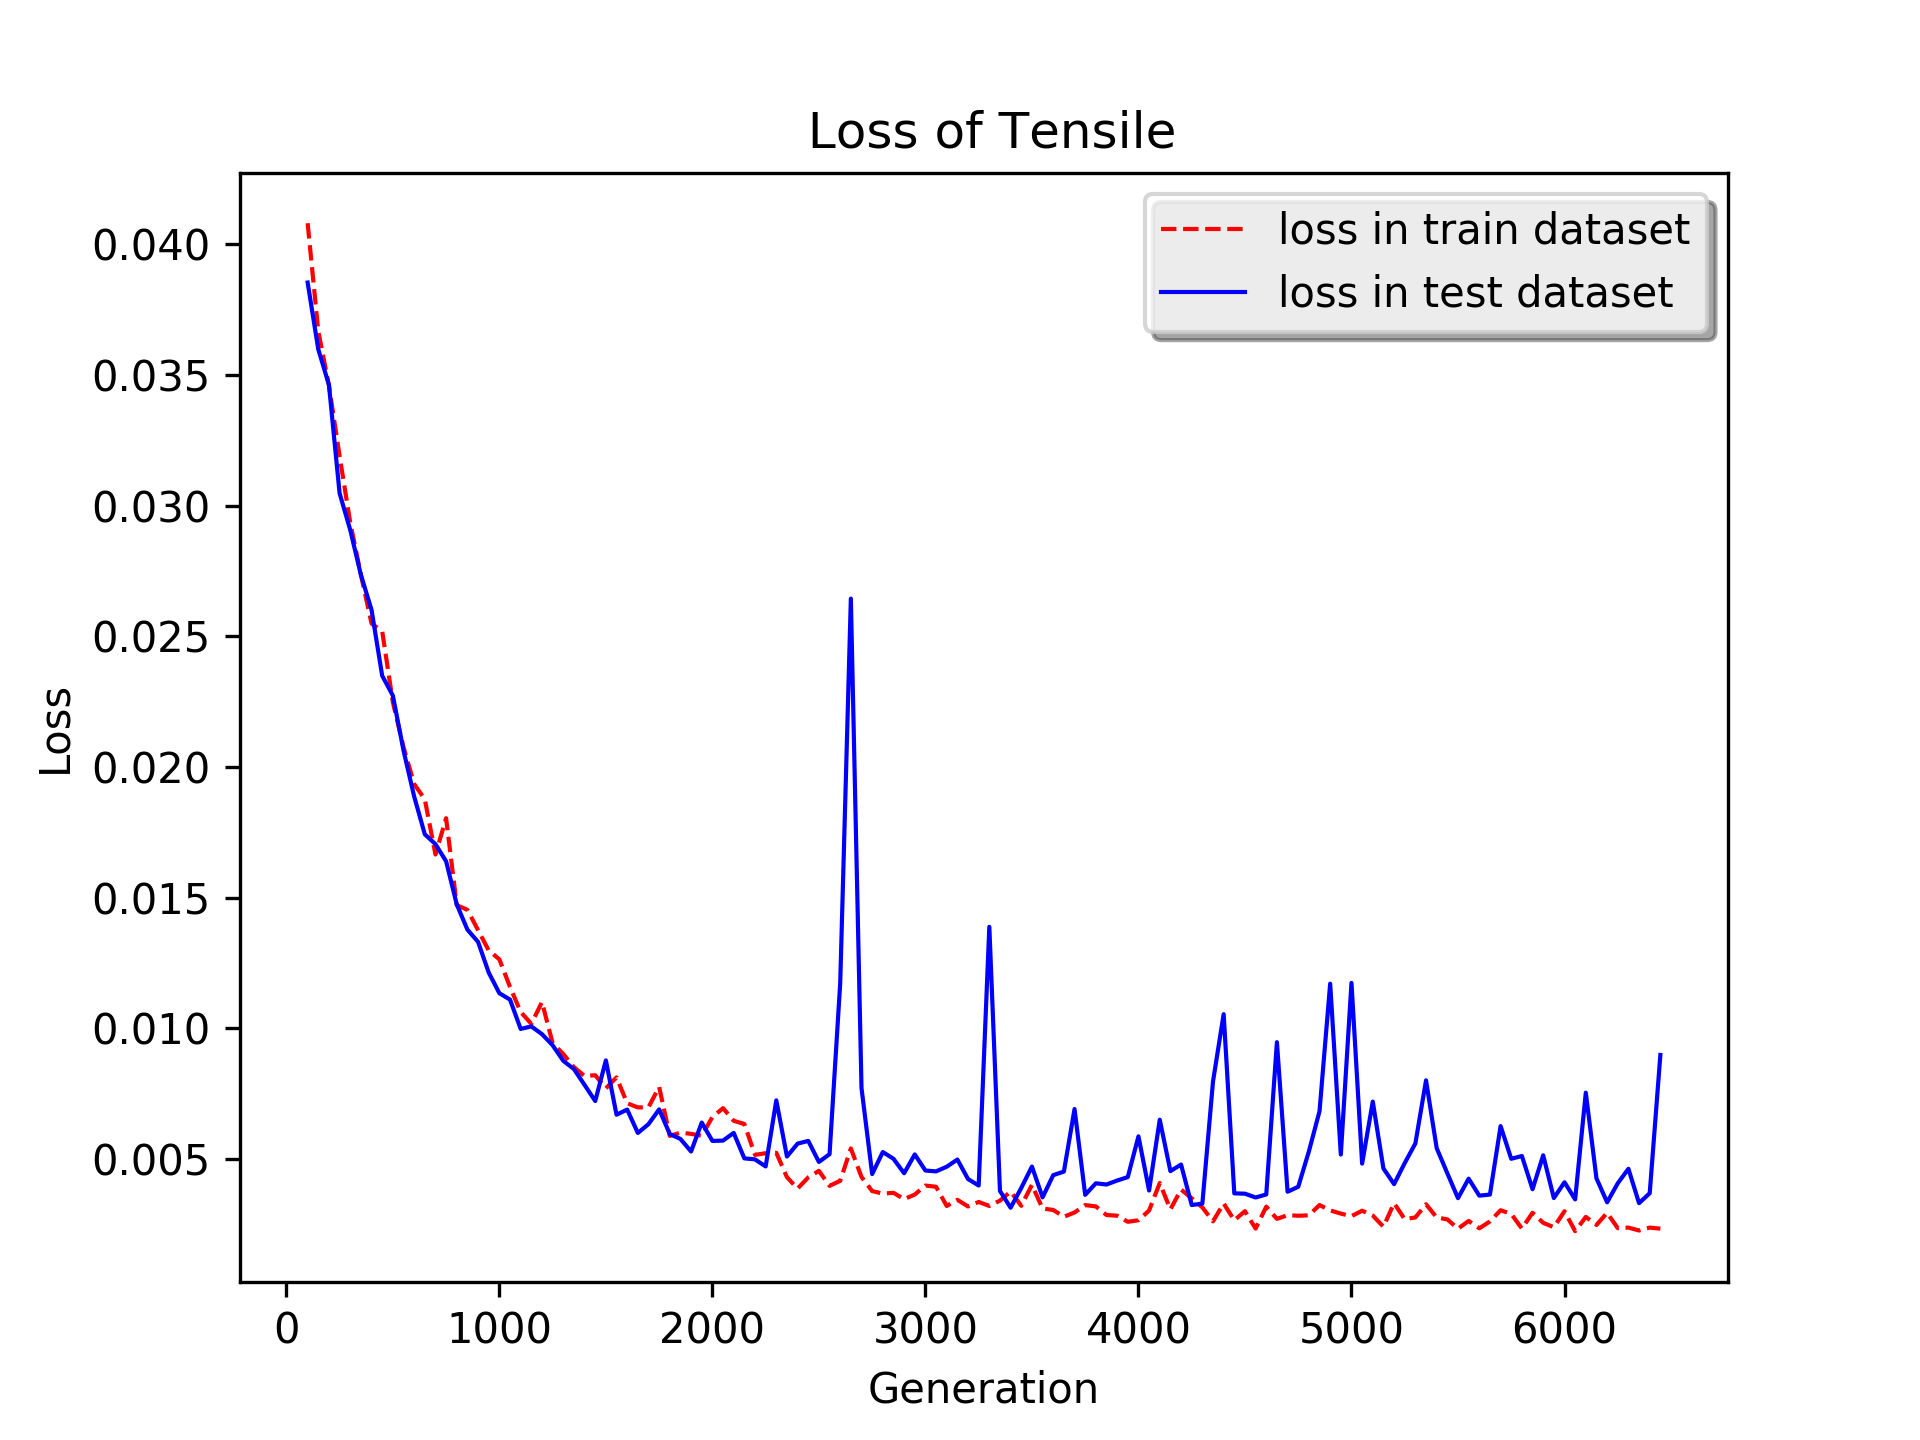 Loss of Tensile
loss in train dataset
loss in test dataset
0.040
0.035
0.030
0.025
0.020
0.015
0.010
0.005
Loss
0 1000 2000 3000 4000 5000 6000
Generation